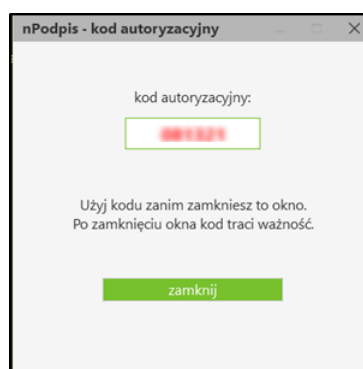 nPodpis - kod autoryzacyjny
kod autoryzacyjny:
Użyj kodu zanim zamkniesz to okno.
Po zamknięciu okna kod traci ważność.
zamknij